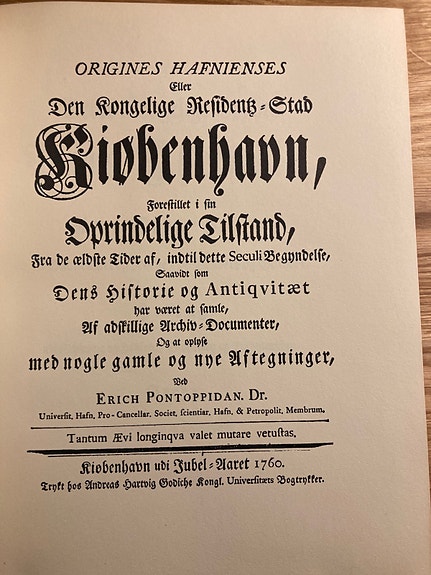 ORIGINES HAFNIENSES
Eller
Den Kongelige Residentz-Stad
Kiøbenhavn,
Forestillet i sin
Oprindelige Tilstand,
Fra de ældste Tider af, indtil dette Seculi Begyndelse,
Saavidt som
Dens Historie og Antiqvitæt
har været at samle,
Af adskillige Archiv-Documenter,
Og at oplyse
med nogle gamle og nye Aftegninger,
Ved
ERICH PONTOPPIDAN. Dr.
Universit. Hafn. Pro-Cancellar. Societ. scientiar. Hafn. & Petropolit. Membrum.
Tantum Ævi longinqva valet mutare vetustas.
Kiøbenhavn udi Jubel-Aaret 1760.
Trykt hos Andreas Hartvig Godiche Kongl. Universitæts Bogtrykker.